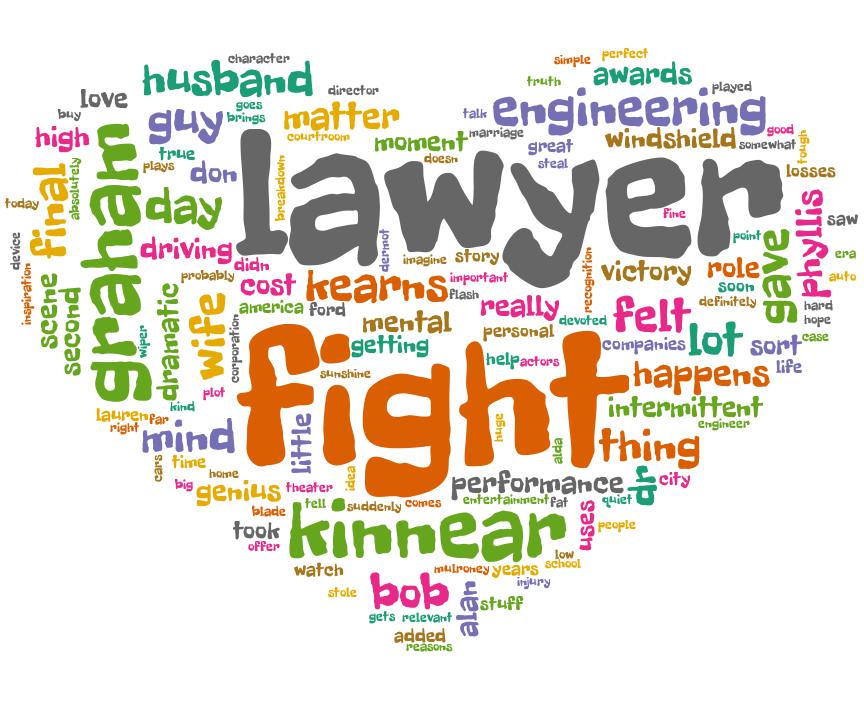 character
simple
perfect
husband
truth
awards
love
director
played
goes
buy
guy
brings
matter
talk
engineering
high
courtroom
moment
marriage
great
windshield
good
somewhat
tough
true
plays
don
doesn
steal
lawyer
losses
final
absolutely
graham
day
breakdown
fine
phyllis
today
saw
device
driving
didn
dermot
imagine
story
recognition
point
gave
era
inspiration
scene
second
probably
cost
kearns
important
victory
role
soon
auto
wiper
dramatic
wife
america
ford
flash
really
felt
definitely
hard
hope
corporation
mental
personal
devoted
companies
lot
sort
case
getting
fight
help
actors
happens
life
plot
sunshine
kind
intermittent
lauren
far
right
engineer
mind
little
huge
alda
thing
cars
time
home
idea
performance
dr
city
big
genius
theater
tell
suddenly
comes
entertainment
fat
quiet
blade
took
kinnear
uses
people
offer
low
school
watch
mulroney
years
stole
bob
injury
alan
stuff
gets
relevant
added
reasons